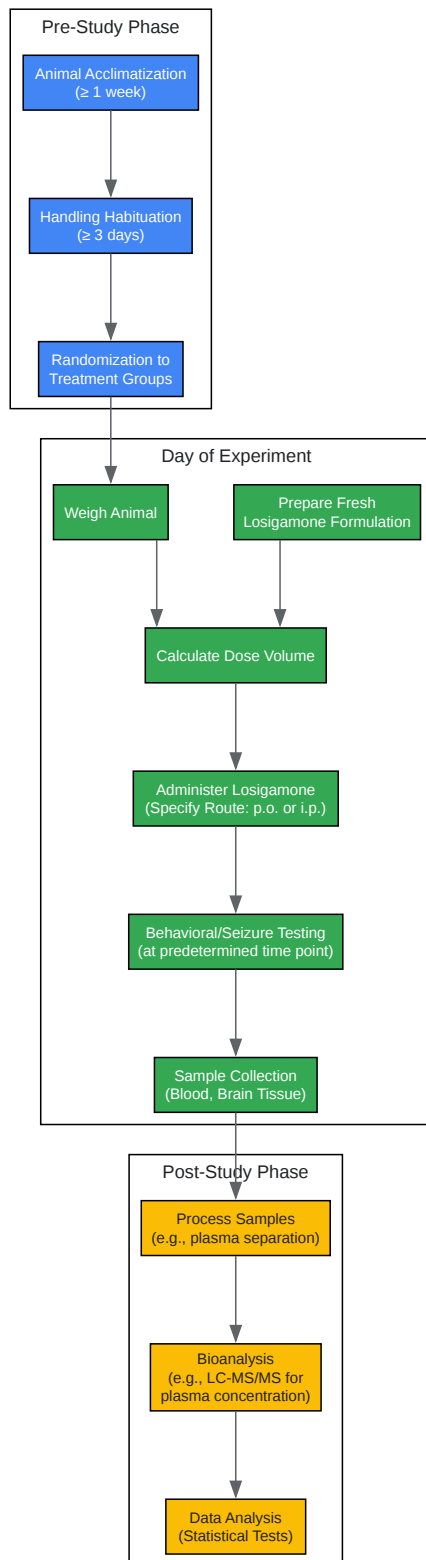 Pre-Study Phase
Animal Acclimatization
(≥ 1 week)
Handling Habituation
(≥ 3 days)
Randomization to
Treatment Groups
Day of Experiment
Weigh Animal
Prepare Fresh
Losigamone Formulation
Calculate Dose Volume
Administer Losigamone
(Specify Route: p.o. or i.p.)
Behavioral/Seizure Testing
(at predetermined time point)
Sample Collection
(Blood, Brain Tissue)
Post-Study Phase
Process Samples
(e.g., plasma separation)
Bioanalysis
(e.g., LC-MS/MS for
plasma concentration)
Data Analysis
(Statistical Tests)